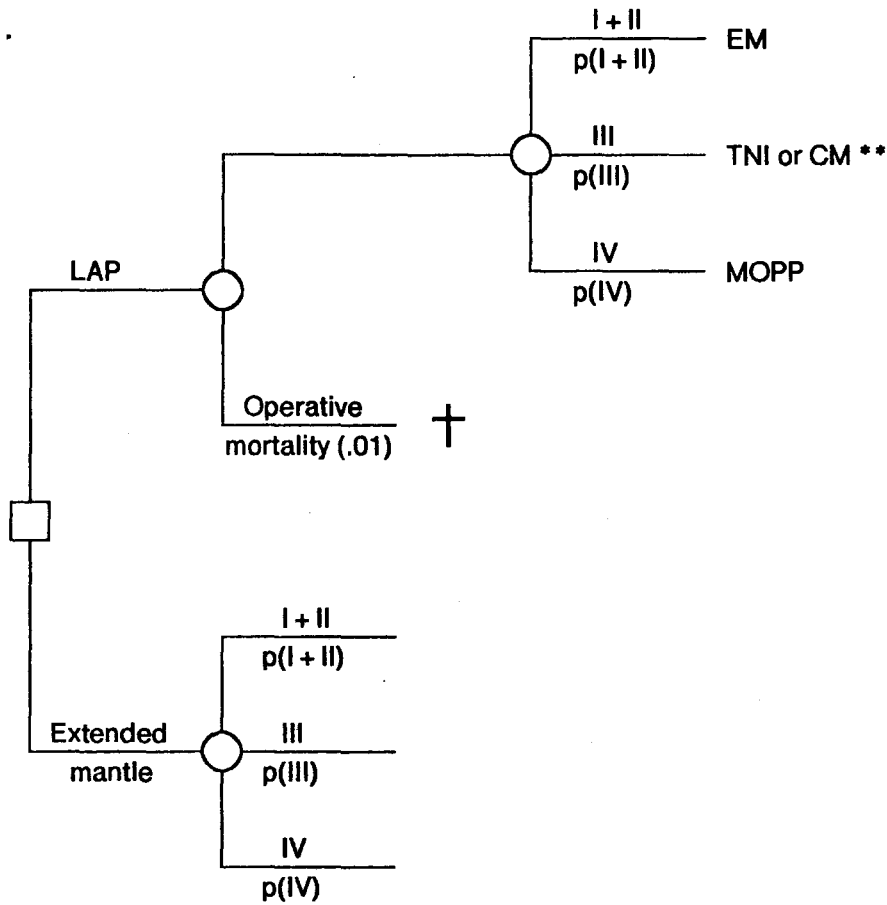 I + II
p(I + II)
EM
III
p(III)
TNI or CM **
IV
p(IV)
MOPP
LAP
Operative
mortality (.01)
†
I + II
p(I + II)
Extended
mantle
III
p(III)
IV
p(IV)